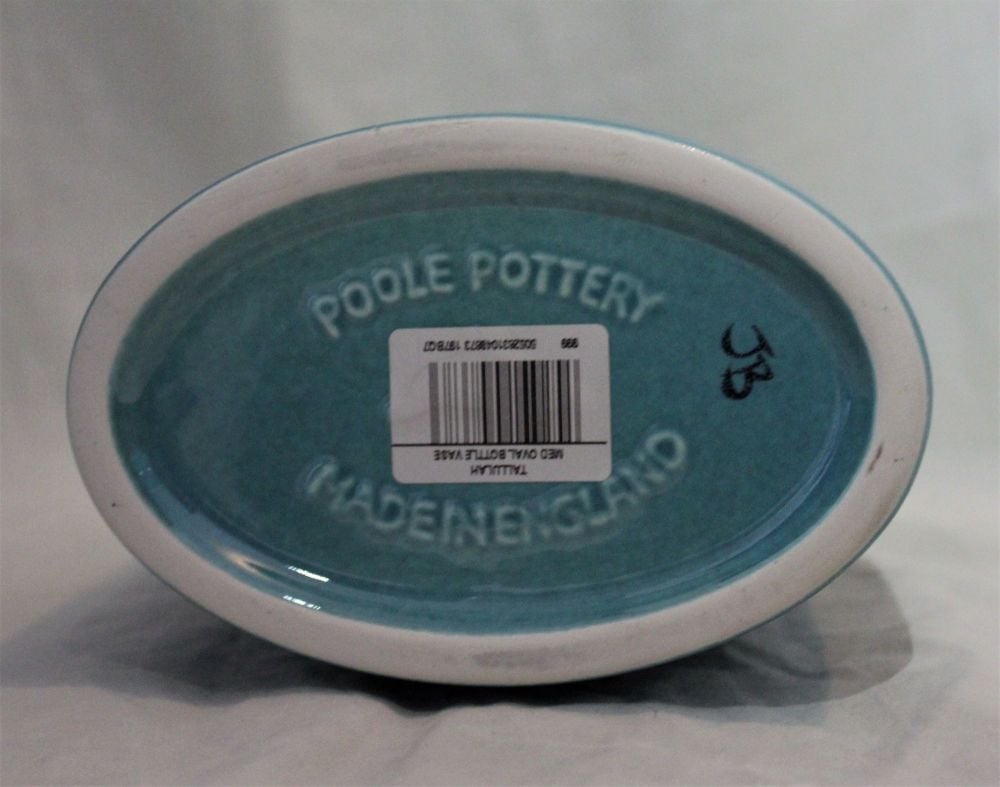 POOLE POTTERY
TALLULAH
MED OVAL BOTTLE VASE
999
MADE IN ENGLAND
JB